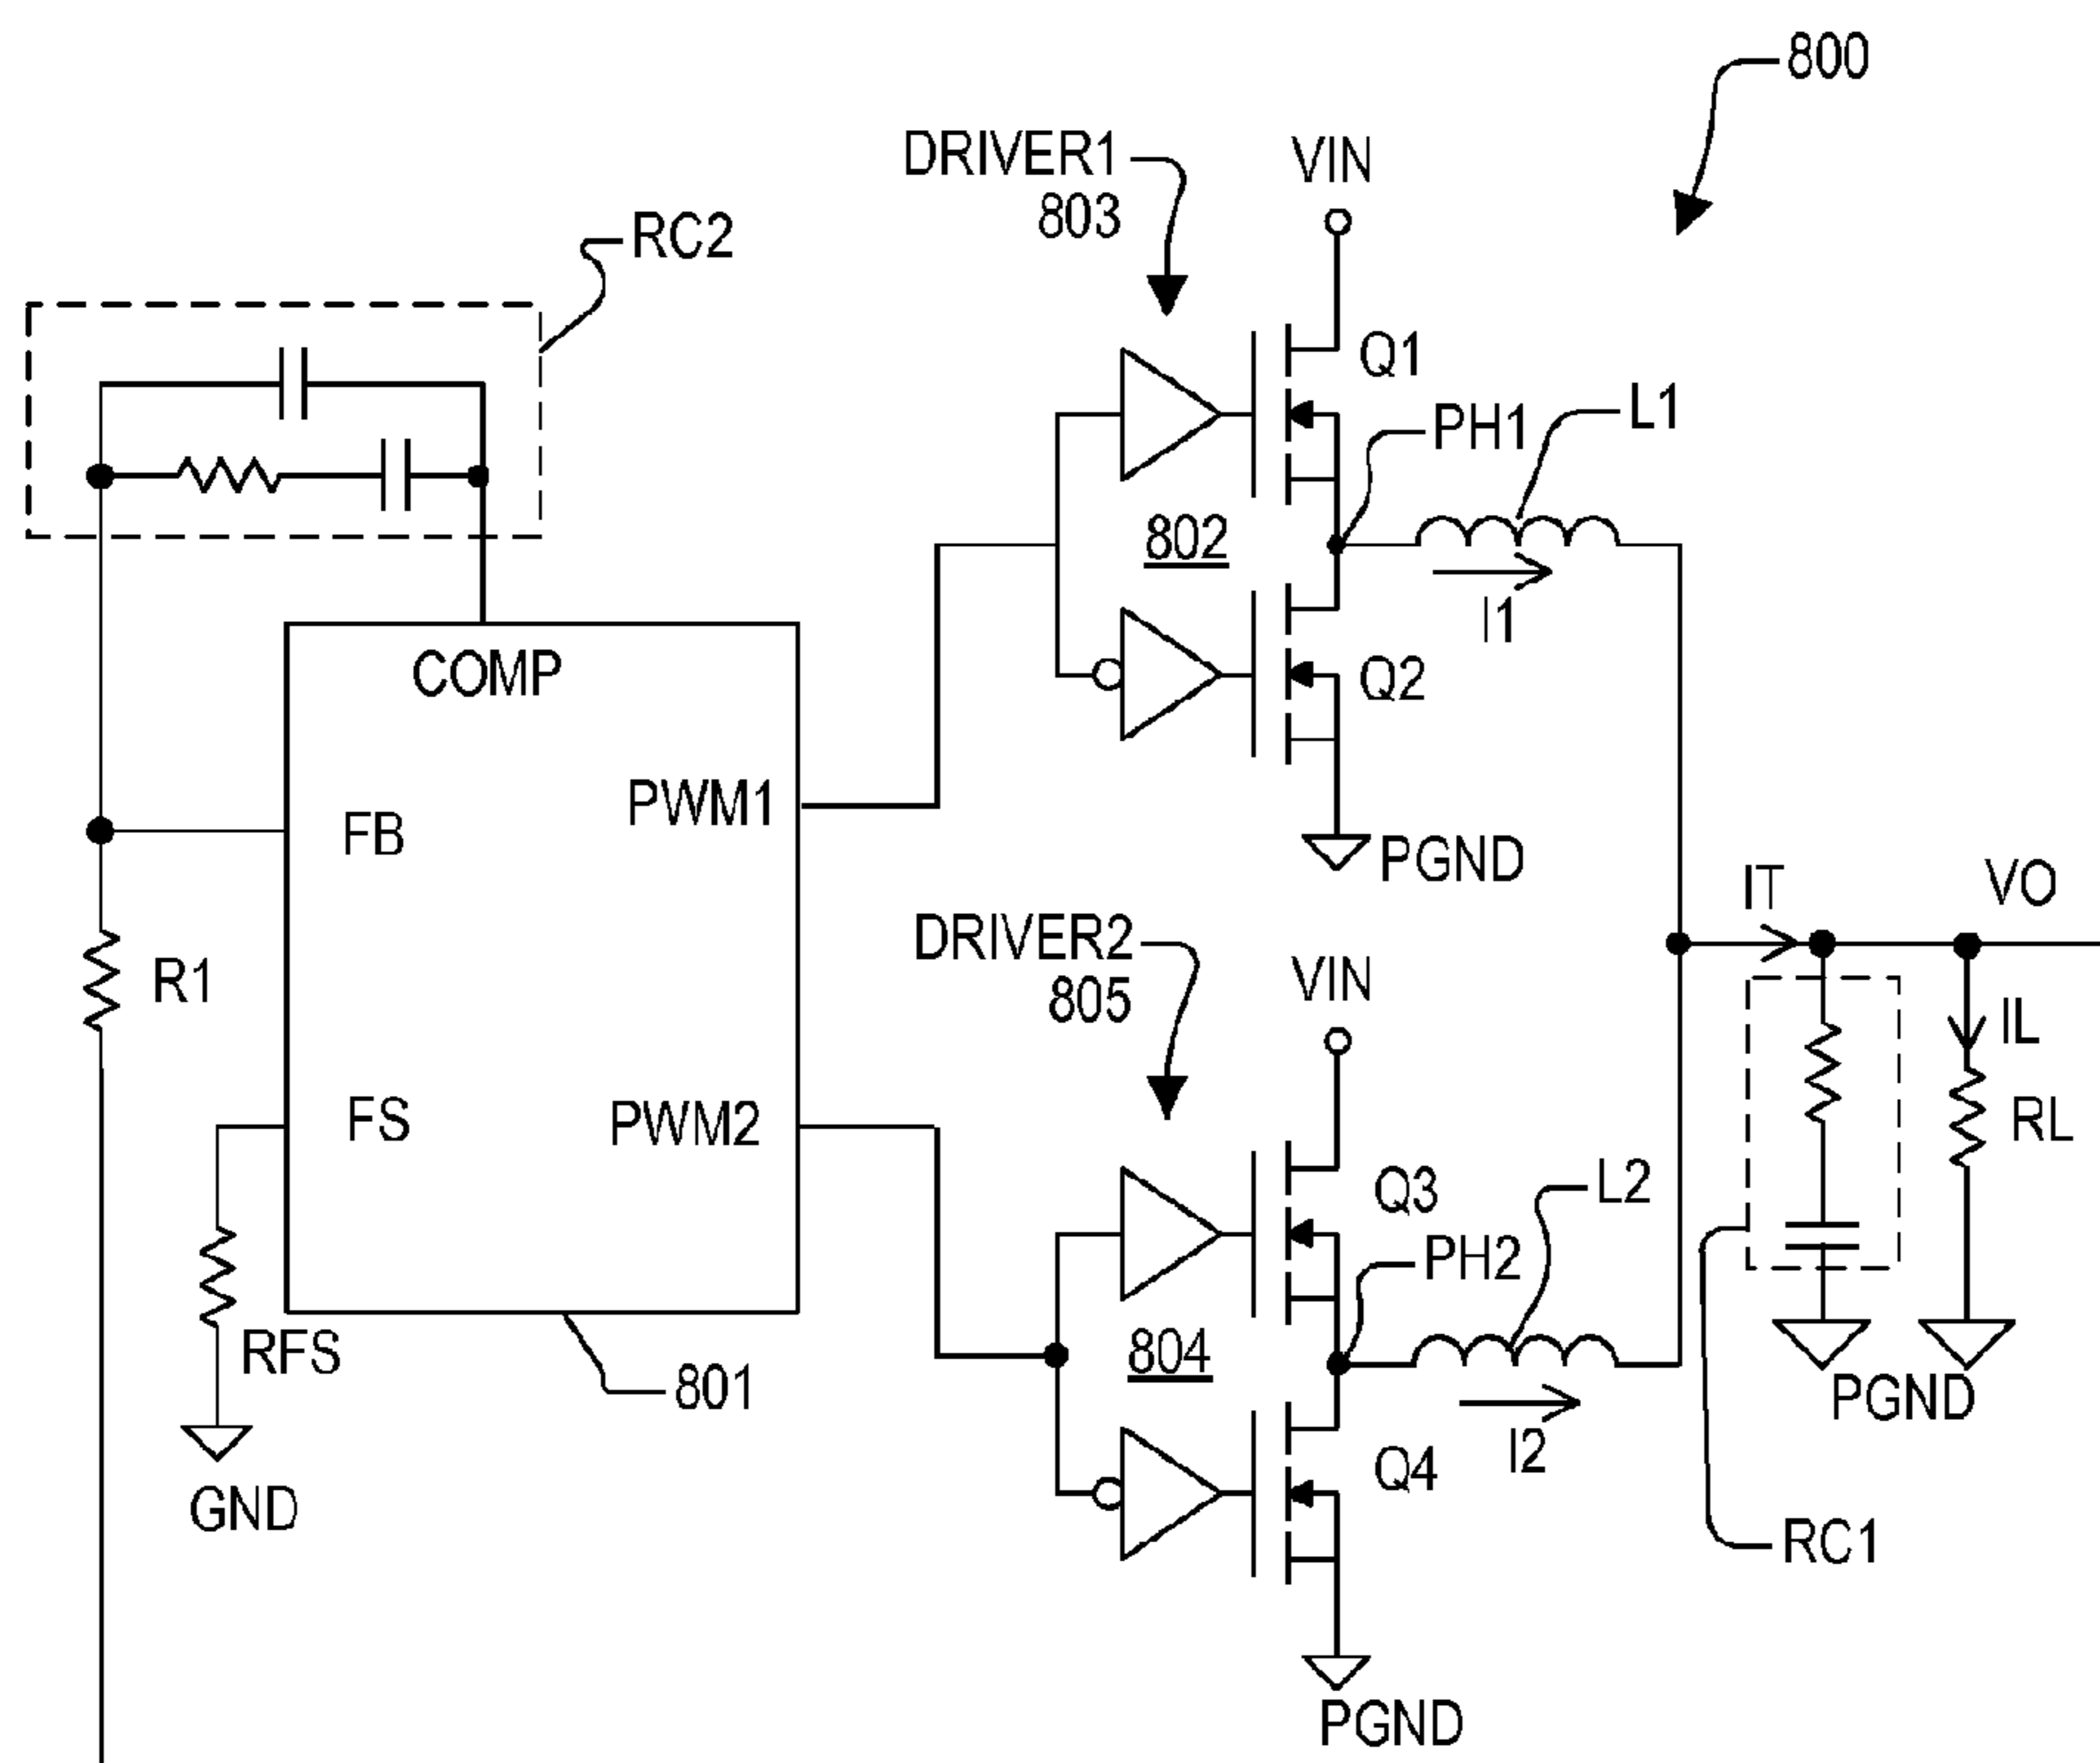 800
DRIVER1
803
VIN
RC2
Q1
PH1
L1
802
I1
COMP
Q2
PWM1
FB
PGND
IT
VO
DRIVER2
805
VIN
R1
IL
FS
PWM2
RL
Q3
L2
PH2
804
RFS
801
PGND
I2
Q4
GND
RC1
PGND